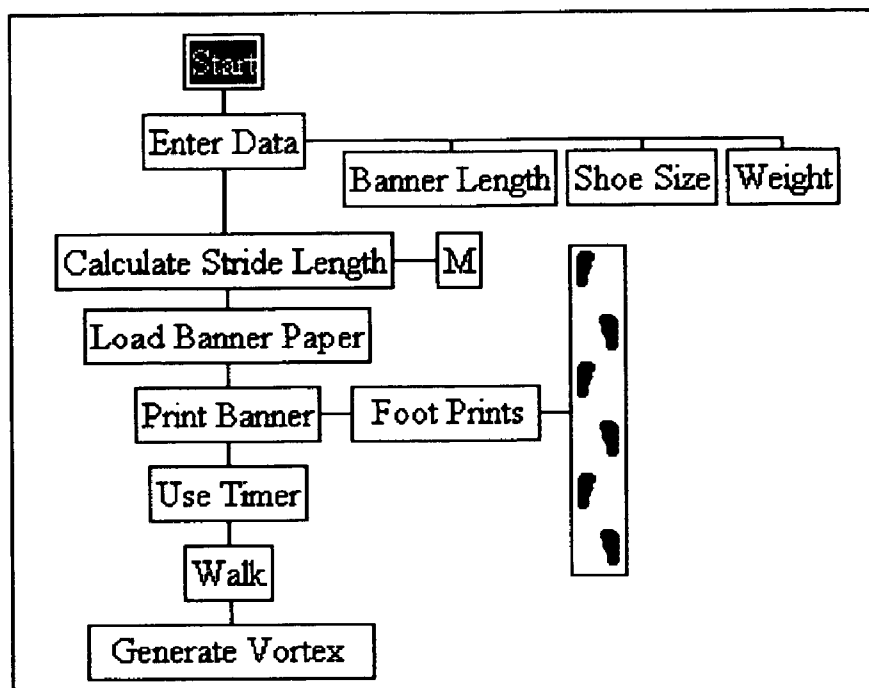 Start
Enter Data
Banner Length
Shoe Size
Weight
Calculate Stride Length
M
Load Banner Paper
Print Banner
Foot Prints
Use Timer
Walk
Generate Vortex